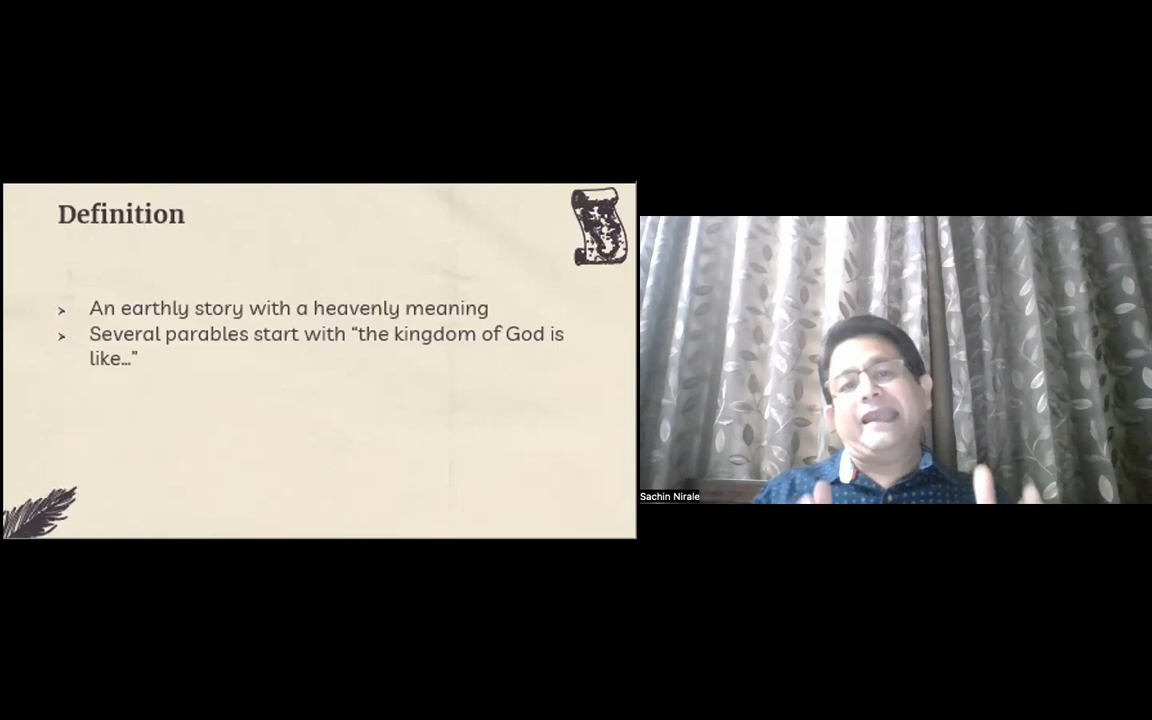 Definition
➢ An earthly story with a heavenly meaning
➢ Several parables start with “the kingdom of God is
like…”
Sachin Nirale